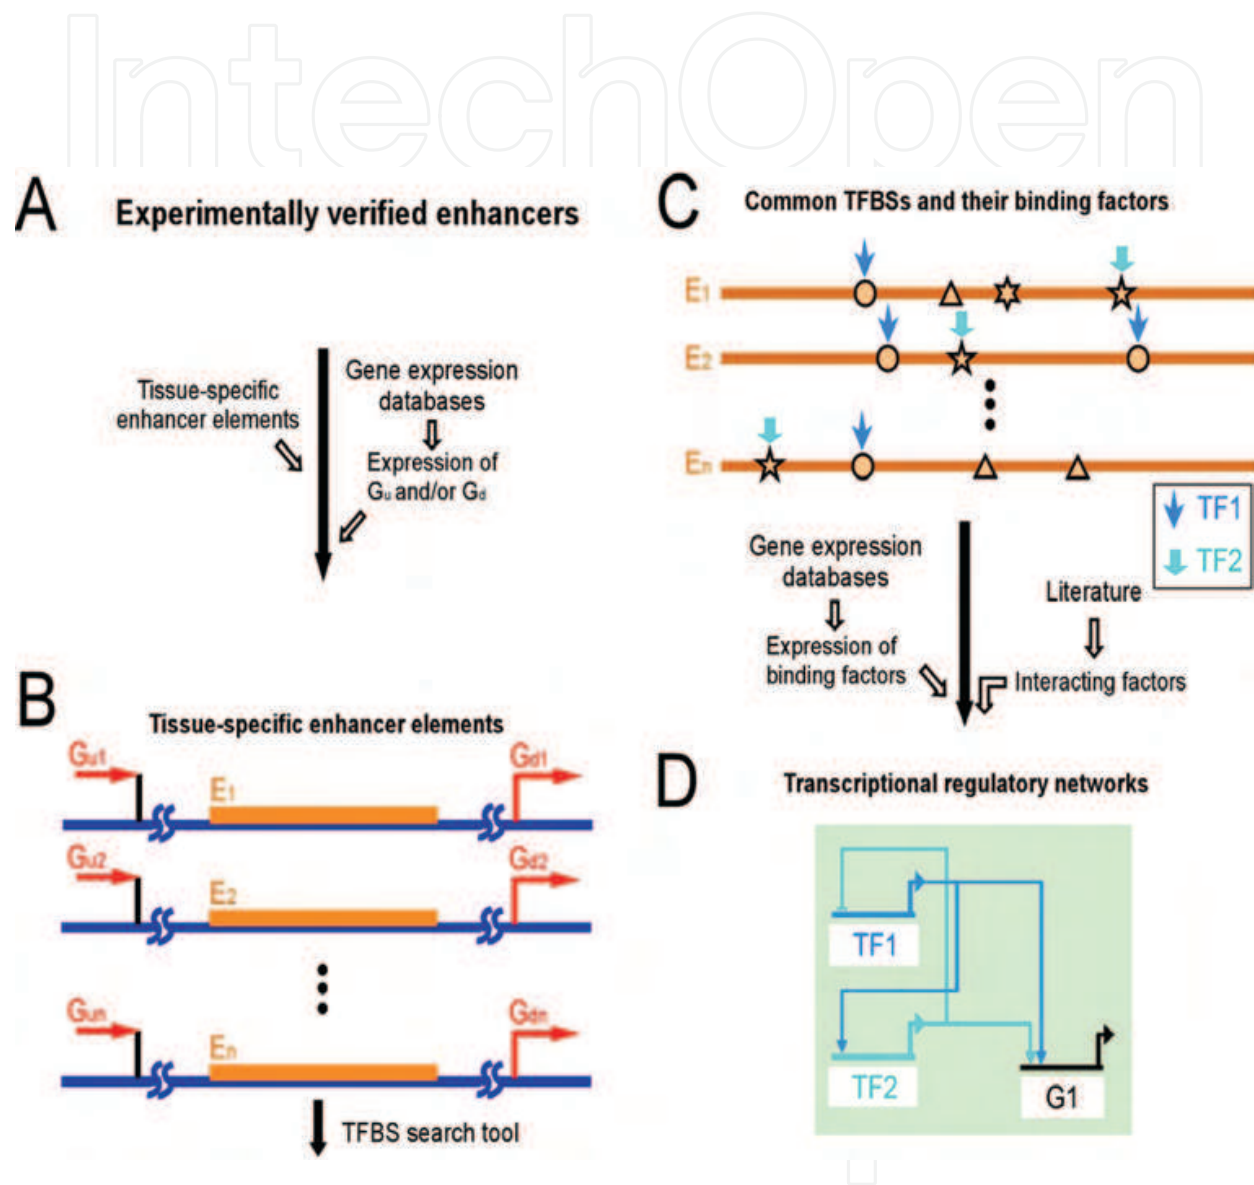 IntechOpen
A
Experimentally verified enhancers
Tissue-specific
enhancer elements
Gene expression
databases
Expression of
Gu and/or Gd
B
Tissue-specific enhancer elements
Gu1
E1
Gd1
Gu2
E2
Gd2
Gun
En
Gdn
TFBS search tool
C
Common TFBSs and their binding factors
E1
E2
En
TF1
TF2
Gene expression
databases
Expression of
binding factors
Literature
Interacting factors
D
Transcriptional regulatory networks
TF1
TF2
G1